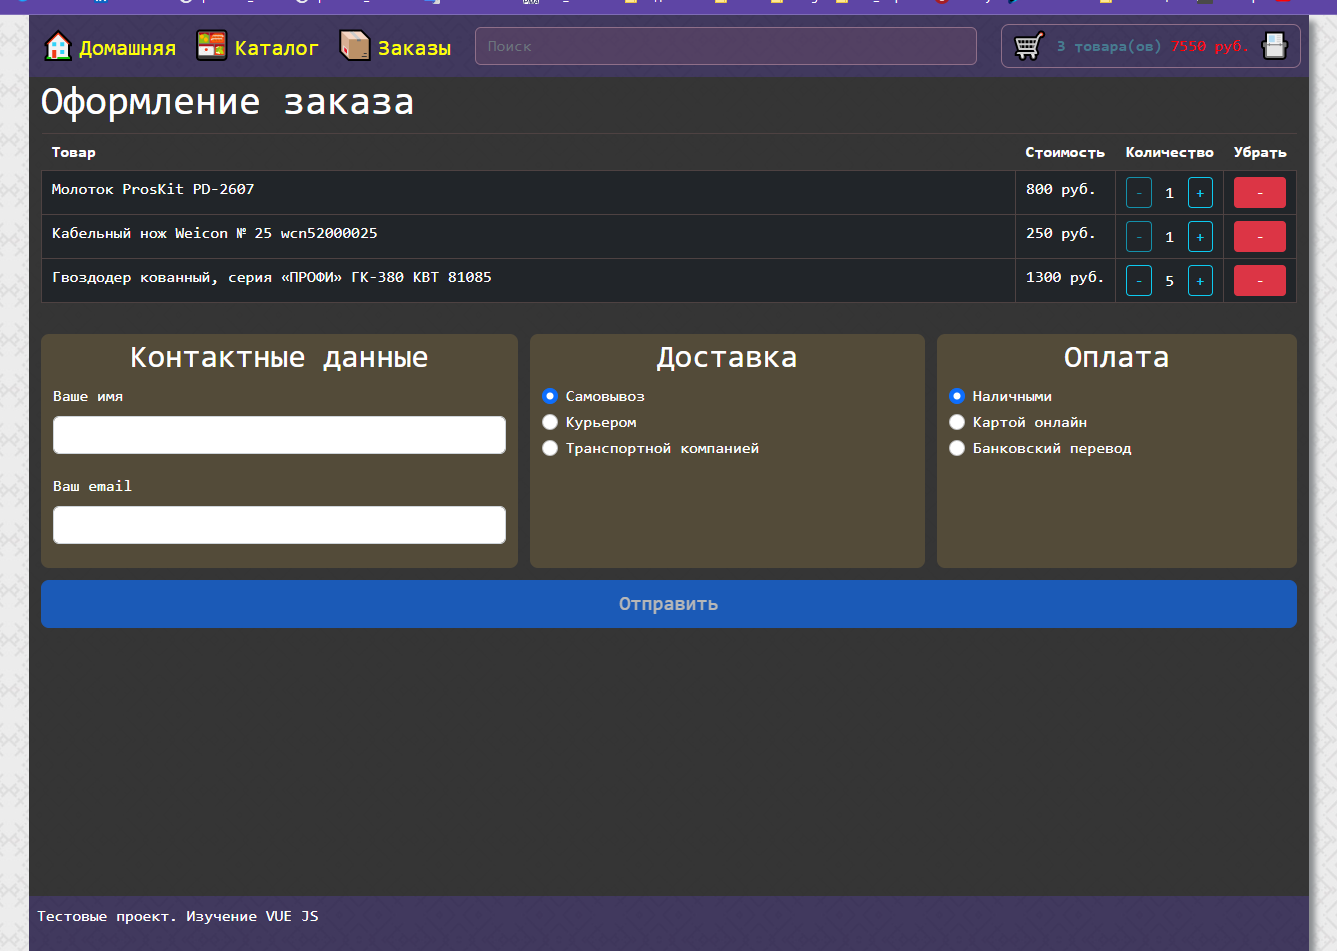 Домашняя Каталог Заказы Поиск 3 товара(ов) 7550 руб.
Оформление заказа
Товар Стоимость Количество Убрать
Молоток ProsKit PD-2607 800 руб. - 1 + -
Кабельный нож Weicon № 25 wcn52000025 250 руб. - 1 + -
Гвоздодер кованный, серия «ПРОФИ» ГК-380 КВТ 81085 1300 руб. - 5 + -
Контактные данные Доставка Оплата
Ваше имя Самовывоз Наличными
Курьером Картой онлайн
Транспортной компанией Банковский перевод
Ваш email
Отправить
Тестовые проект. Изучение VUE JS